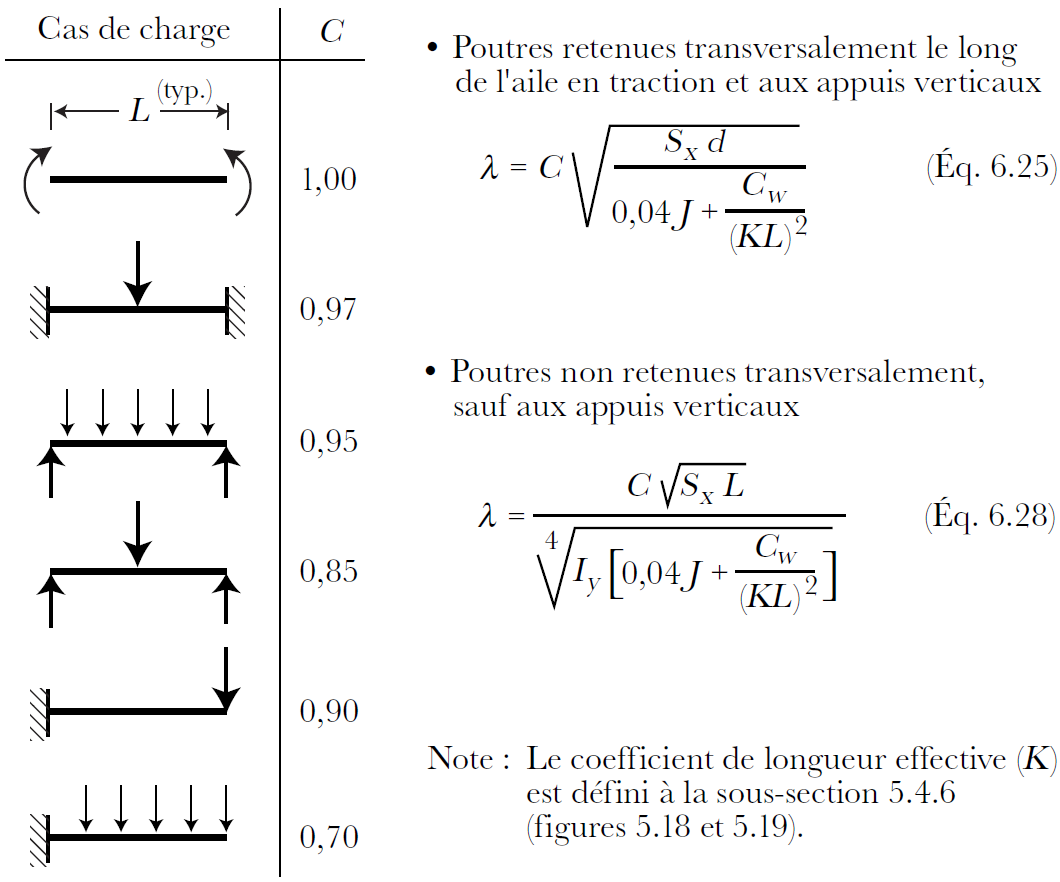 Cas de charge C
L (typ.)
1,00
0,97
0,95
0,85
0,90
0,70
• Poutres retenues transversalement le long
de l'aile en traction et aux appuis verticaux
λ = C √(S_x d / (0,04 J + C_w / (KL)²)) (Éq. 6.25)
• Poutres non retenues transversalement,
sauf aux appuis verticaux
λ = C √(S_x L) / ⁴√(I_y [0,04 J + C_w / (KL)²]) (Éq. 6.28)
Note : Le coefficient de longueur effective (K)
est défini à la sous-section 5.4.6
(figures 5.18 et 5.19).